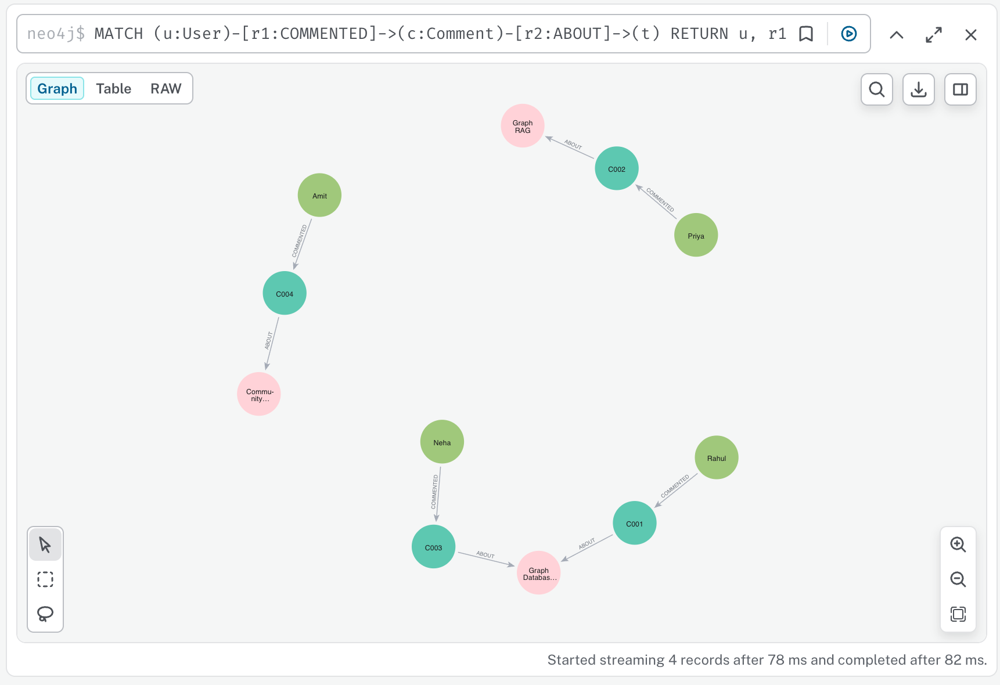 neo4j$ MATCH (u:User)-[r1:COMMENTED]->(c:Comment)-[r2:ABOUT]->(t) RETURN u, r1
Graph Table RAW
Graph
RAG
ABOUT
C002
COMMENTED
Priya
Amit
COMMENTED
C004
ABOUT
Commu-
nity...
Neha
COMMENTED
C003
ABOUT
Rahul
COMMENTED
C001
ABOUT
Graph
Databas...
Started streaming 4 records after 78 ms and completed after 82 ms.